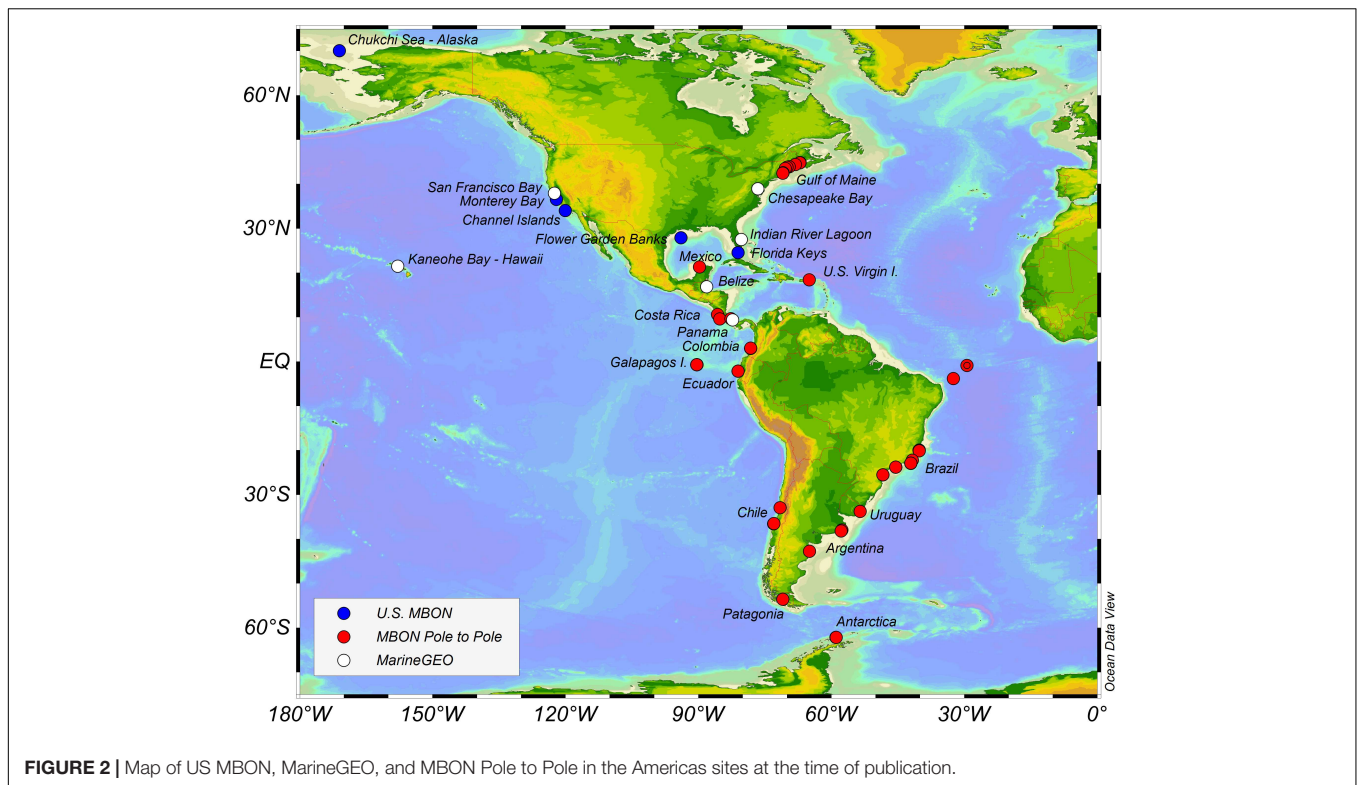 Chukchi Sea - Alaska
60°N
Gulf of Maine
San Francisco Bay
Chesapeake Bay
Monterey Bay
Channel Islands
30°N
Indian River Lagoon
Flower Garden Banks
Florida Keys
Mexico
Kaneohe Bay - Hawaii
U.S. Virgin I.
Belize
Costa Rica
Panama
Colombia
EQ
Galapagos I.
Ecuador
Brazil
30°S
Chile
Uruguay
Argentina
Patagonia
Antarctica
60°S
U.S. MBON
MBON Pole to Pole
MarineGEO
Ocean Data View
180°W 150°W 120°W 90°W 60°W 30°W 0°
FIGURE 2 | Map of US MBON, MarineGEO, and MBON Pole to Pole in the Americas sites at the time of publication.